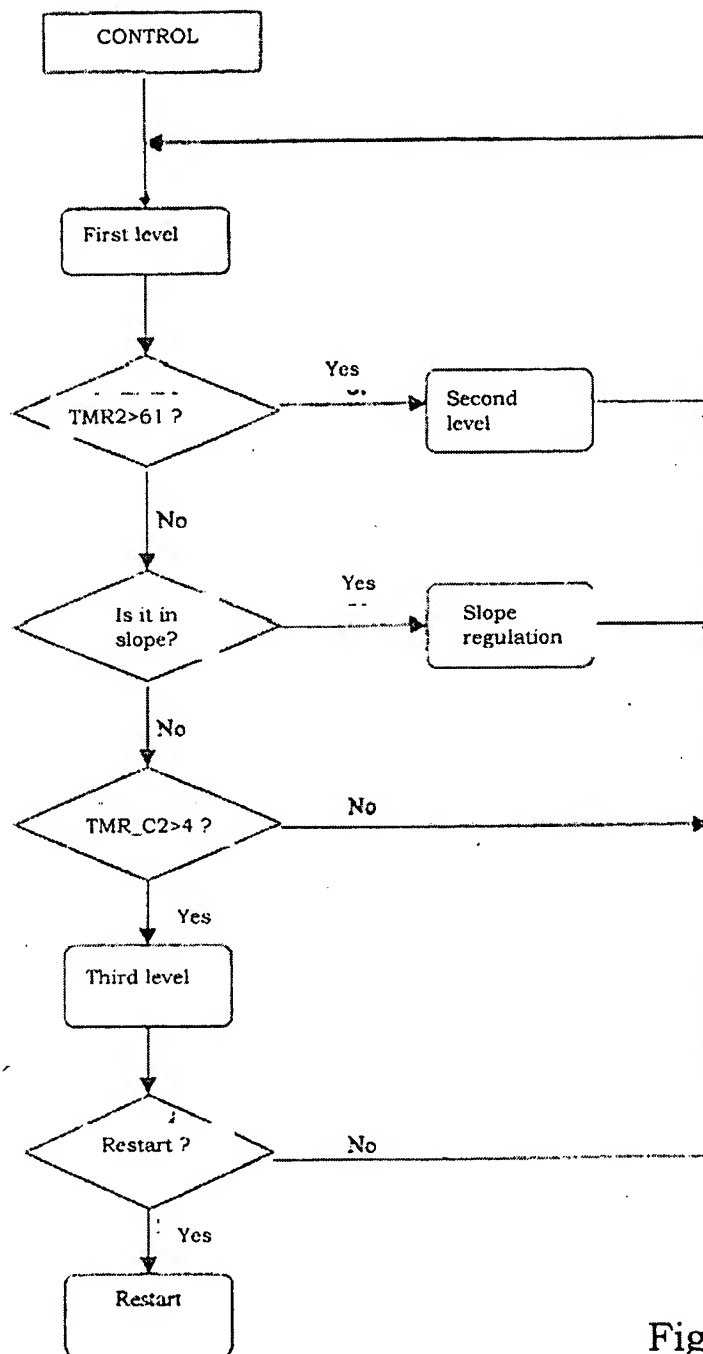 CONTROL
First level
TMR2>61 ?
Yes
Second
level
No
Is it in
slope?
Yes
Slope
regulation
No
TMR_C2>4 ?
No
Yes
Third level
Restart ?
No
Yes
Restart
Fig